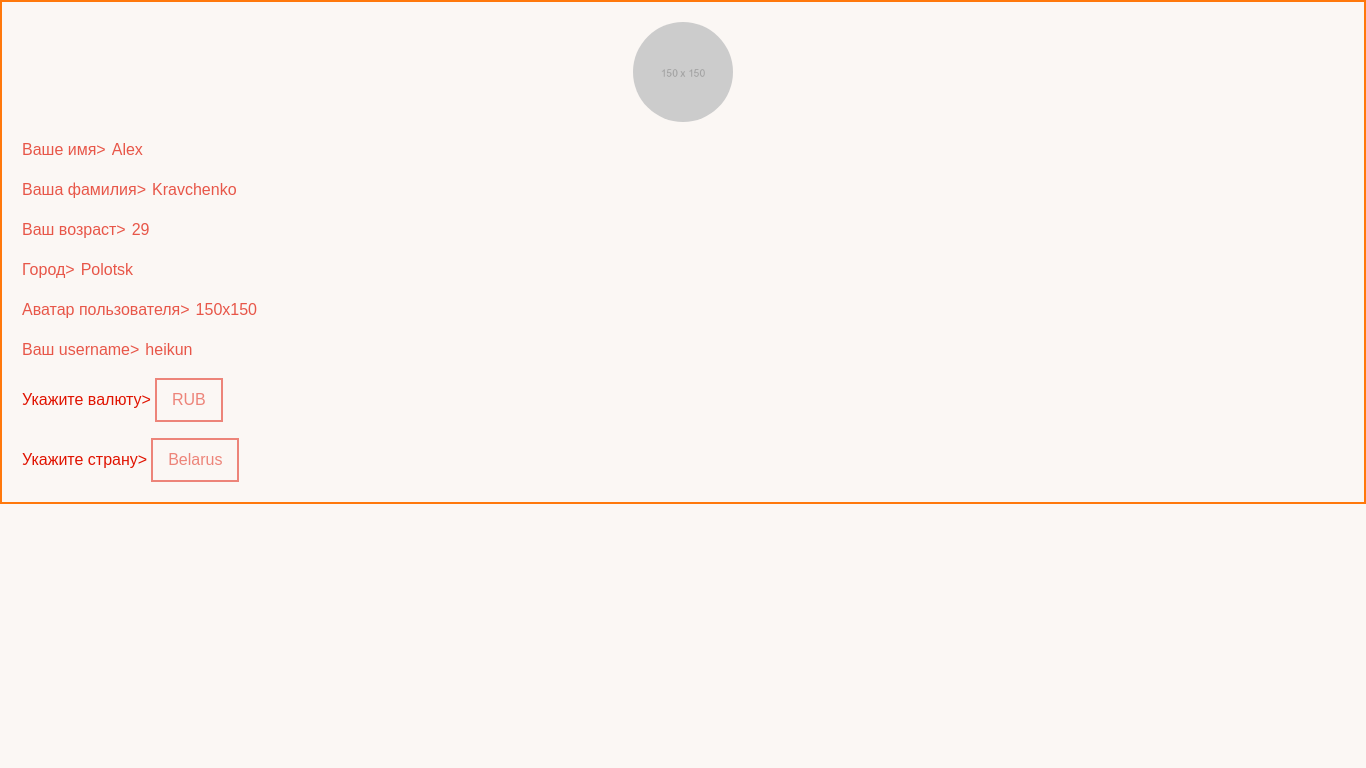 150 x 150
Ваше имя> Alex
Ваша фамилия> Kravchenko
Ваш возраст> 29
Город> Polotsk
Аватар пользователя> 150x150
Ваш username> heikun
Укажите валюту> RUB
Укажите страну> Belarus